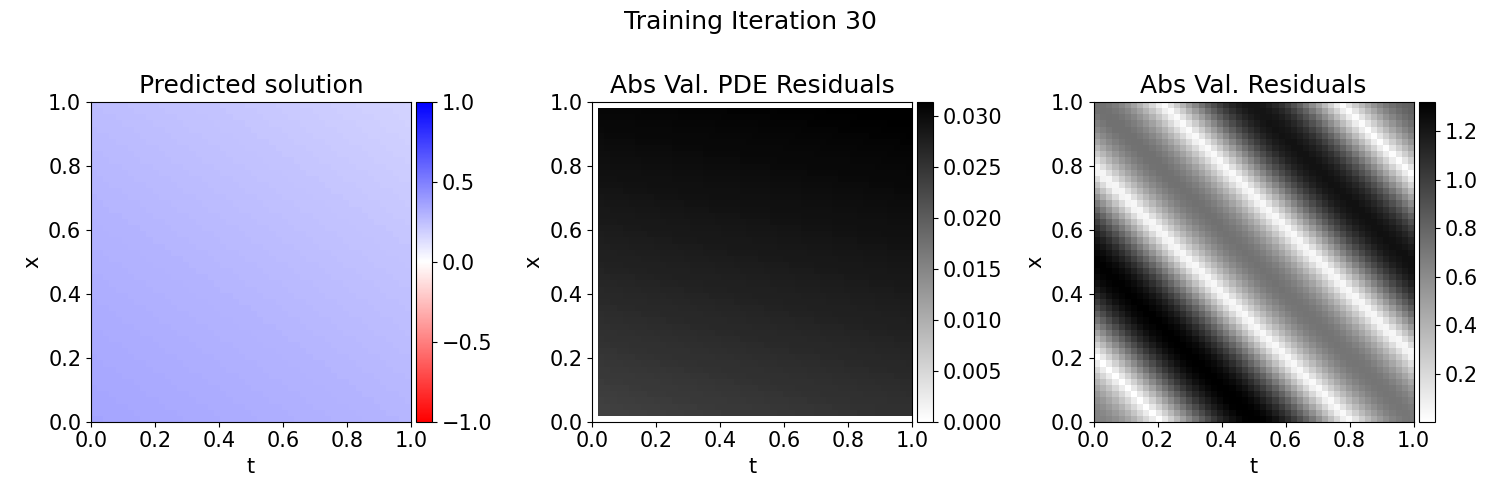 Training Iteration 30
Predicted solution
Abs Val. PDE Residuals
Abs Val. Residuals
1.0
0.8
0.6
0.4
0.2
0.0
x
0.0 0.2 0.4 0.6 0.8 1.0
t
1.0
0.5
0.0
−0.5
−1.0
1.0
0.8
0.6
0.4
0.2
0.0
x
0.0 0.2 0.4 0.6 0.8 1.0
t
0.030
0.025
0.020
0.015
0.010
0.005
0.000
1.0
0.8
0.6
0.4
0.2
0.0
x
0.0 0.2 0.4 0.6 0.8 1.0
t
1.2
1.0
0.8
0.6
0.4
0.2